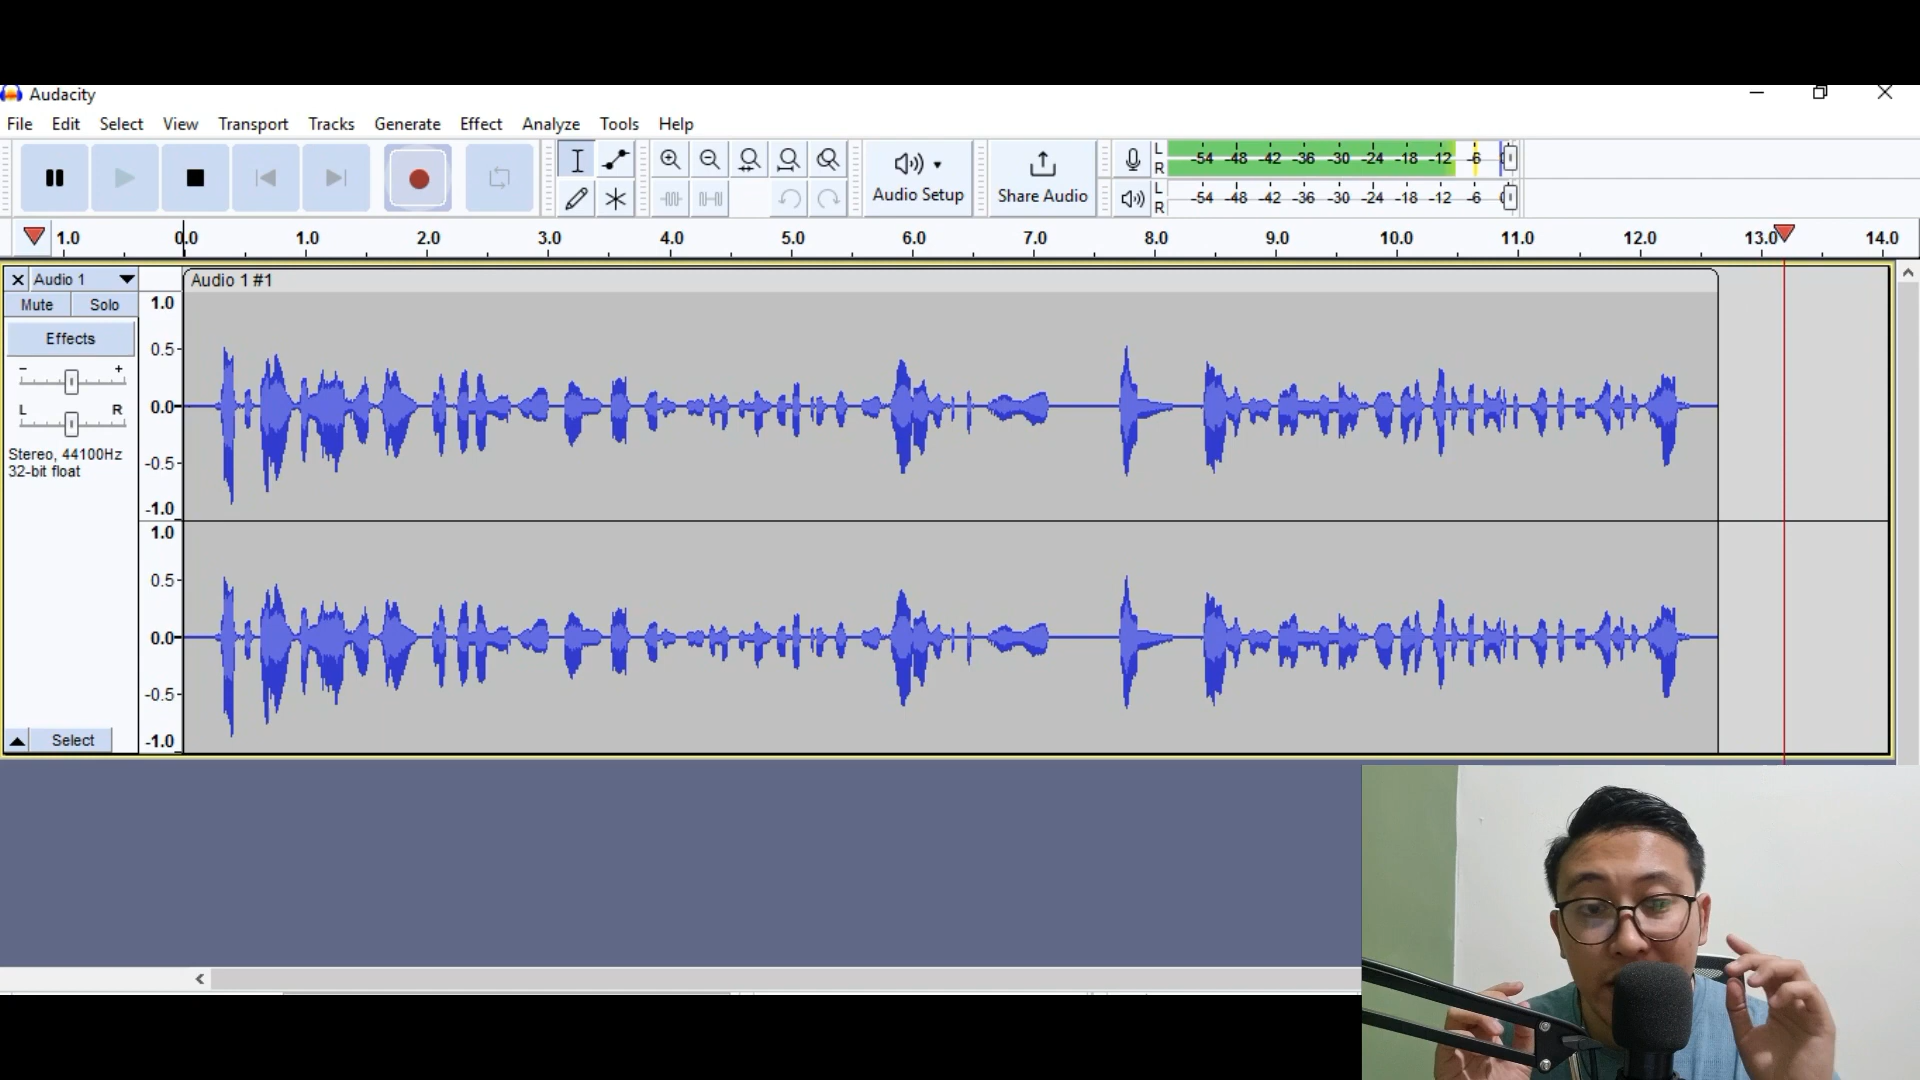 Audacity
File Edit Select View Transport Tracks Generate Effect Analyze Tools Help
Audio Setup
Share Audio
L
R
-54 -48 -42 -36 -30 -24 -18 -12 -6
L
R
-54 -48 -42 -36 -30 -24 -18 -12 -6
1.0 0.0 1.0 2.0 3.0 4.0 5.0 6.0 7.0 8.0 9.0 10.0 11.0 12.0 13.0 14.0
Audio 1
Audio 1 #1
Mute Solo
Effects
- +
L R
Stereo, 44100Hz
32-bit float
Select
1.0
0.5
0.0
-0.5
-1.0
1.0
0.5
0.0
-0.5
-1.0